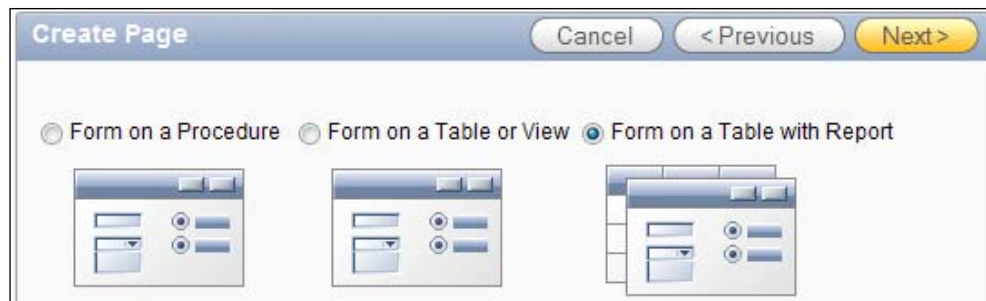 Create Page
Cancel
< Previous
Next >
Form on a Procedure
Form on a Table or View
Form on a Table with Report